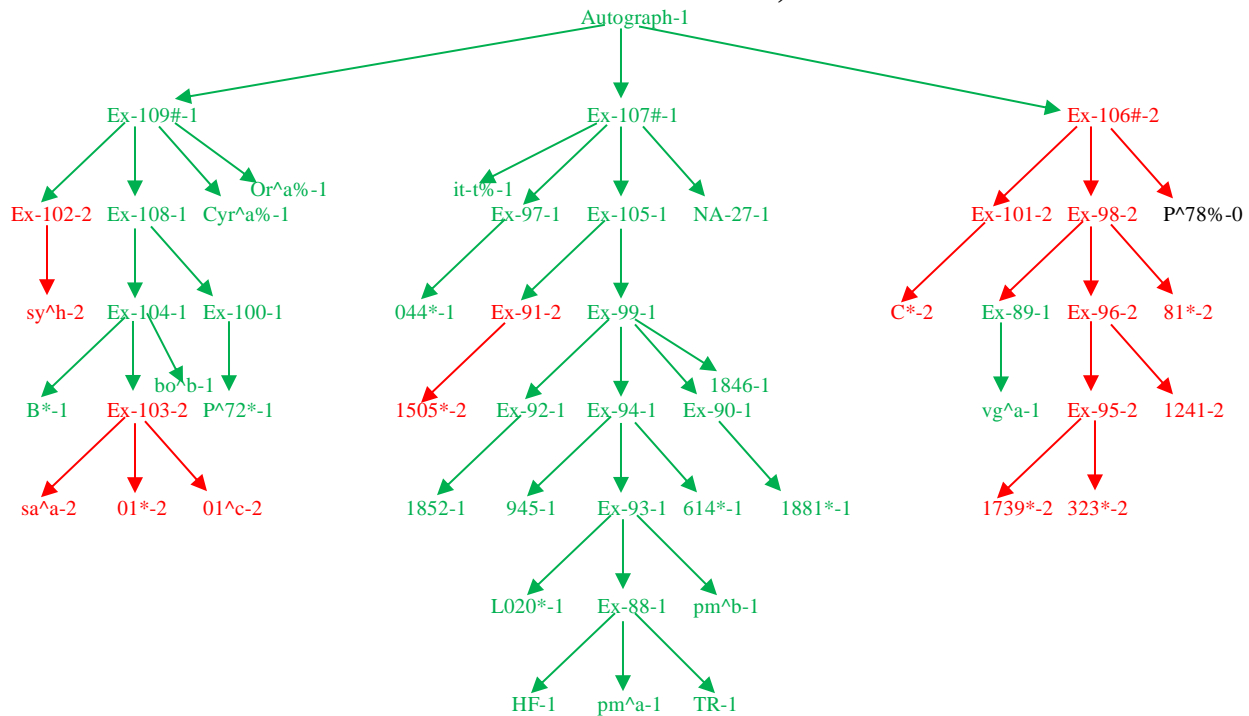 Autograph-1
Ex-109#-1 Ex-107#-1 Ex-106#-2
Or^a%-1 it-t%-1
Ex-102-2 Ex-108-1 Cyr^a%-1 Ex-97-1 Ex-105-1 NA-27-1 Ex-101-2 Ex-98-2 P^78%-0
sy^h-2 Ex-104-1 Ex-100-1 044*-1 Ex-91-2 Ex-99-1 C*-2 Ex-89-1 Ex-96-2 81*-2
bo^b-1 1846-1
B*-1 Ex-103-2 P^72*-1 1505*-2 Ex-92-1 Ex-94-1 Ex-90-1 vg^a-1 Ex-95-2 1241-2
sa^a-2 01*-2 01^c-2 1852-1 945-1 Ex-93-1 614*-1 1881*-1 1739*-2 323*-2
L020*-1 Ex-88-1 pm^b-1
HF-1 pm^a-1 TR-1